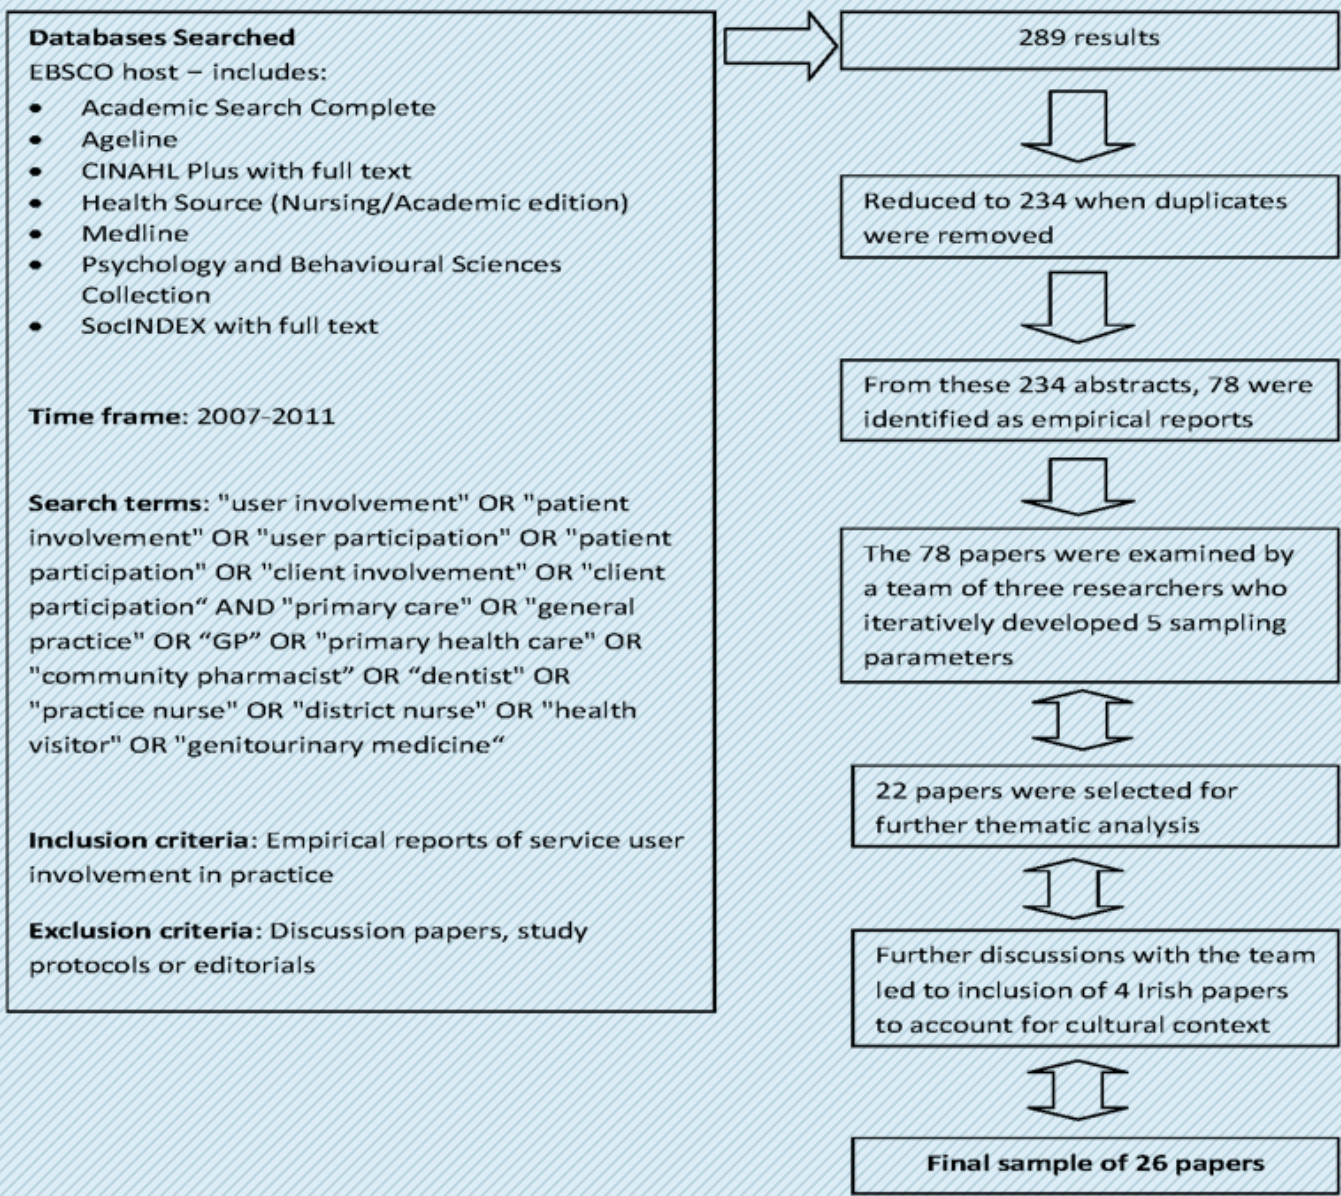 Databases Searched
EBSCO host – includes:
• Academic Search Complete
• Ageline
• CINAHL Plus with full text
• Health Source (Nursing/Academic edition)
• Medline
• Psychology and Behavioural Sciences
Collection
• SocINDEX with full text
Time frame: 2007-2011
Search terms: "user involvement" OR "patient
involvement" OR "user participation" OR "patient
participation" OR "client involvement" OR "client
participation“ AND "primary care" OR "general
practice" OR “GP” OR "primary health care" OR
"community pharmacist” OR “dentist" OR
"practice nurse" OR "district nurse" OR "health
visitor" OR "genitourinary medicine“
Inclusion criteria: Empirical reports of service user
involvement in practice
Exclusion criteria: Discussion papers, study
protocols or editorials
289 results
Reduced to 234 when duplicates
were removed
From these 234 abstracts, 78 were
identified as empirical reports
The 78 papers were examined by
a team of three researchers who
iteratively developed 5 sampling
parameters
22 papers were selected for
further thematic analysis
Further discussions with the team
led to inclusion of 4 Irish papers
to account for cultural context
Final sample of 26 papers